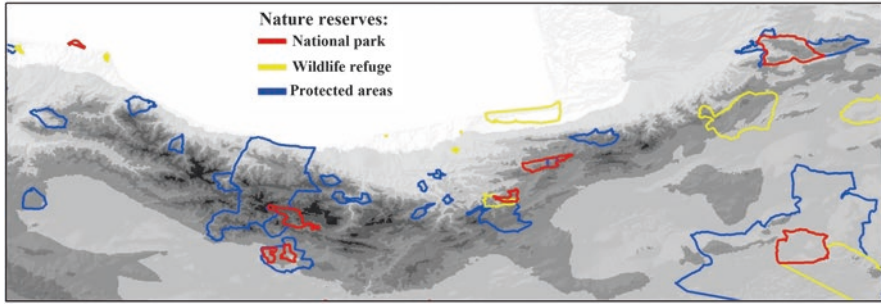 Nature reserves:
National park
Wildlife refuge
Protected areas